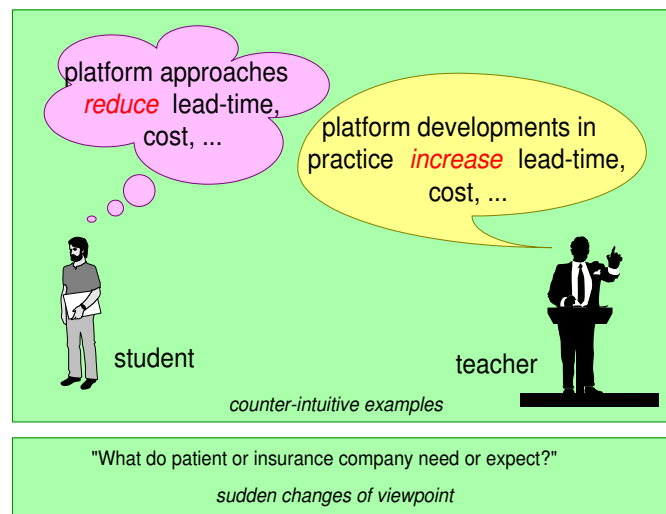 platform approaches
reduce lead-time,
cost, ...
platform developments in
practice increase lead-time,
cost, ...
student
teacher
counter-intuitive examples
"What do patient or insurance company need or expect?"
sudden changes of viewpoint